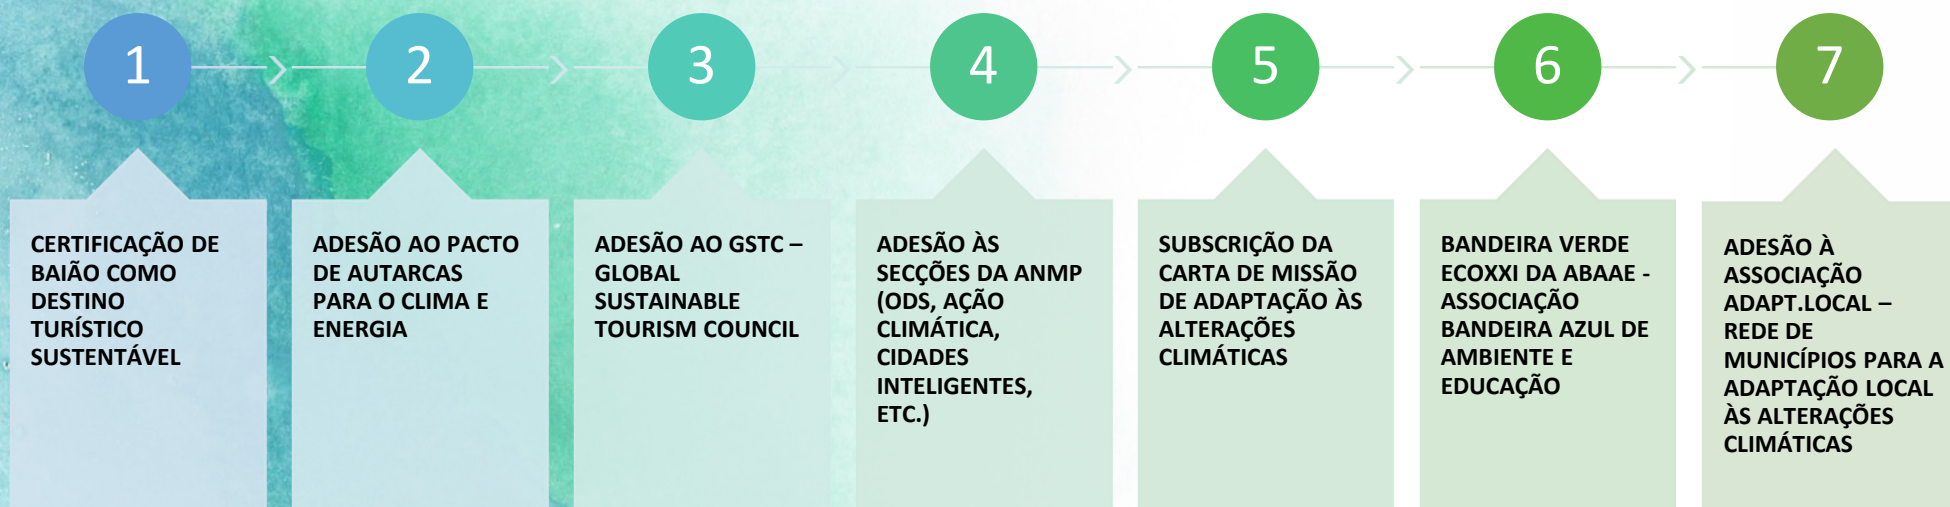 1
CERTIFICAÇÃO DE
BAIÃO COMO
DESTINO
TURÍSTICO
SUSTENTÁVEL
2
ADESÃO AO PACTO
DE AUTARCAS
PARA O CLIMA E
ENERGIA
3
ADESÃO AO GSTC –
GLOBAL
SUSTAINABLE
TOURISM COUNCIL
4
ADESÃO ÀS
SECÇÕES DA ANMP
(ODS, AÇÃO
CLIMÁTICA,
CIDADES
INTELIGENTES,
ETC.)
5
SUBSCRIÇÃO DA
CARTA DE MISSÃO
DE ADAPTAÇÃO ÀS
ALTERAÇÕES
CLIMÁTICAS
6
BANDEIRA VERDE
ECOXXI DA ABAAE -
ASSOCIAÇÃO
BANDEIRA AZUL DE
AMBIENTE E
EDUCAÇÃO
7
ADESÃO À
ASSOCIAÇÃO
ADAPT.LOCAL –
REDE DE
MUNICÍPIOS PARA A
ADAPTAÇÃO LOCAL
ÀS ALTERAÇÕES
CLIMÁTICAS